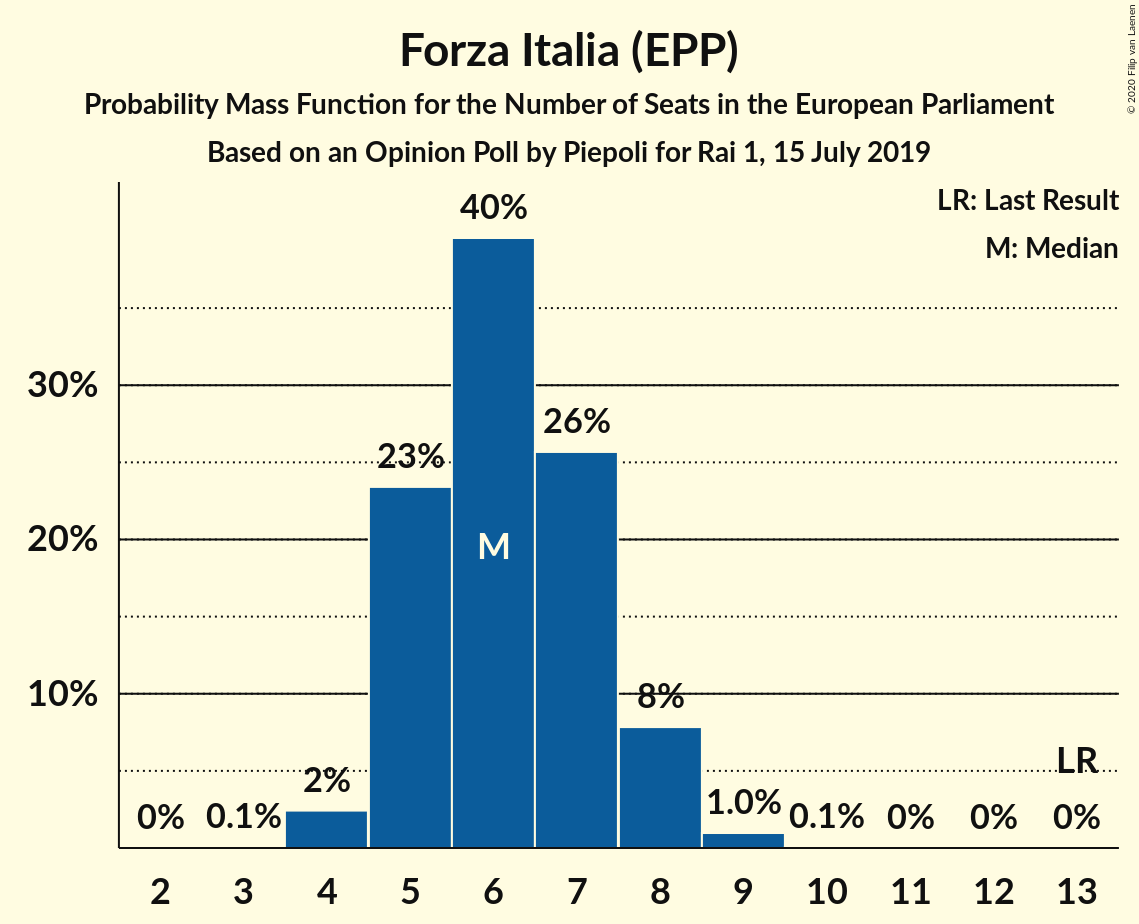 Forza Italia (EPP)
Probability Mass Function for the Number of Seats in the European Parliament
Based on an Opinion Poll by Piepoli for Rai 1, 15 July 2019
© 2020 Filip van Laenen
LR: Last Result
M: Median
40%
30%
26%
23%
20%
M
10%
8%
LR
2%
1.0%
0%
0.1%
0.1%
0%
0%
0%
2 3 4 5 6 7 8 9 10 11 12 13